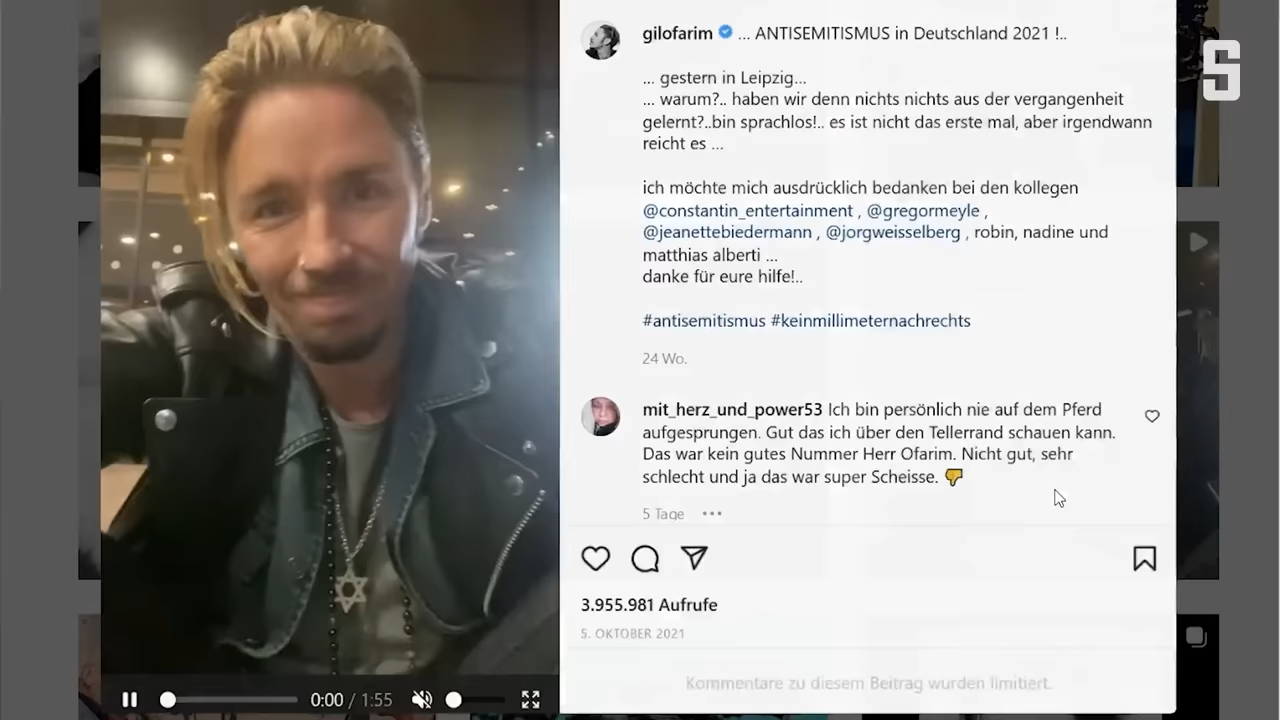 gilofarim ... ANTISEMITISMUS in Deutschland 2021 !..
... gestern in Leipzig...
... warum?.. haben wir denn nichts nichts aus der vergangenheit
gelernt?..bin sprachlos!.. es ist nicht das erste mal, aber irgendwann
reicht es ...
ich möchte mich ausdrücklich bedanken bei den kollegen
@constantin_entertainment , @gregormeyle ,
@jeanettebiedermann , @jorgweisselberg , robin, nadine und
matthias alberti ...
danke für eure hilfe!..
#antisemitismus #keinmillimeternachrechts
24 Wo.
mit_herz_und_power53 Ich bin persönlich nie auf dem Pferd
aufgesprungen. Gut das ich über den Tellerrand schauen kann.
Das war kein gutes Nummer Herr Ofarim. Nicht gut, sehr
schlecht und ja das war super Scheisse. 👎
5 Tage ...
3.955.981 Aufrufe
5. OKTOBER 2021
Kommentare zu diesem Beitrag wurden limitiert.
0:00 / 1:55
S